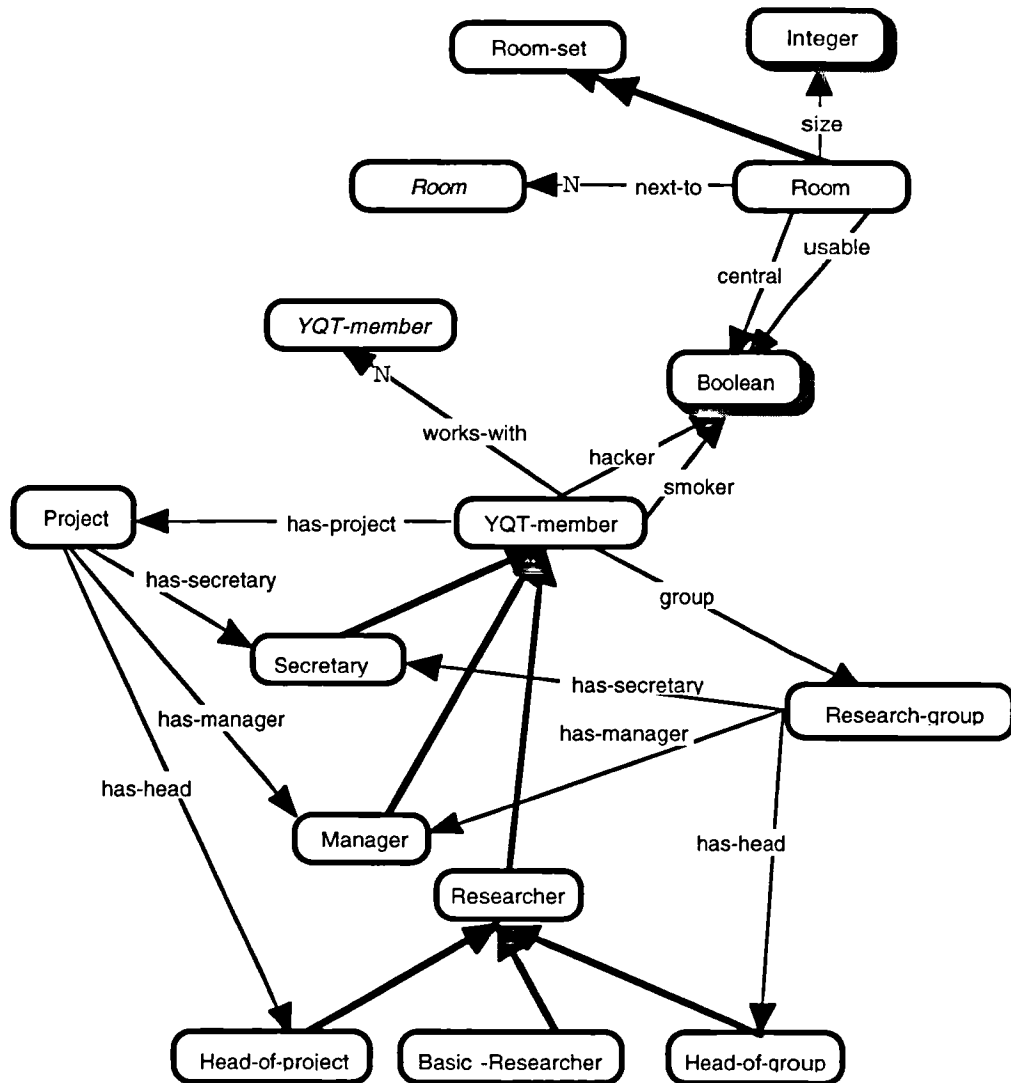 Room-set
Integer
size
Room
N
next-to
Room
usable
central
YQT-member
N
Boolean
works-with
hacker
smoker
Project
has-project
YQT-member
has-secretary
group
Secretary
has-secretary
Research-group
has-manager
has-manager
has-head
Manager
has-head
Researcher
Head-of-project
Basic -Researcher
Head-of-group